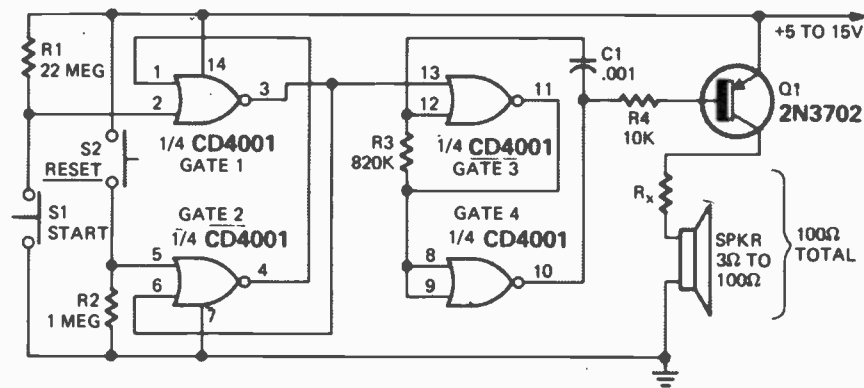 +5 TO 15V
R1
22 MEG
14
1
2
3
1/4 CD4001
GATE 1
S2
RESET
S1
START
GATE 2
1/4 CD4001
5
6
4
7
R2
1 MEG
13
12
11
1/4 CD4001
GATE 3
R3
820K
C1
.001
GATE 4
1/4 CD4001
8
9
10
R4
10K
Q1
2N3702
Rx
SPKR
3Ω TO
100Ω
100Ω
TOTAL